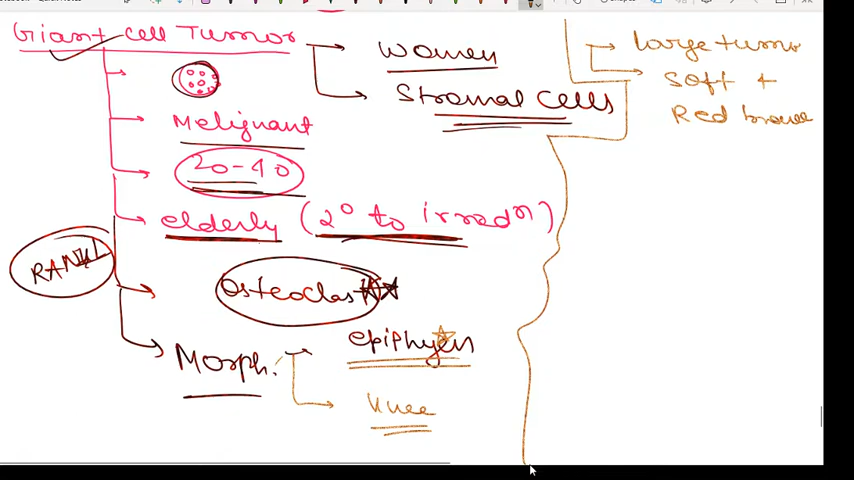 Giant cell Tumor
Women
Stromal Cells
Melignant
20-40
elderly (2° to irradn)
RANKL
Osteoclast
Morph.
epiphysis
Knee
large tumor
Soft +
Red brown